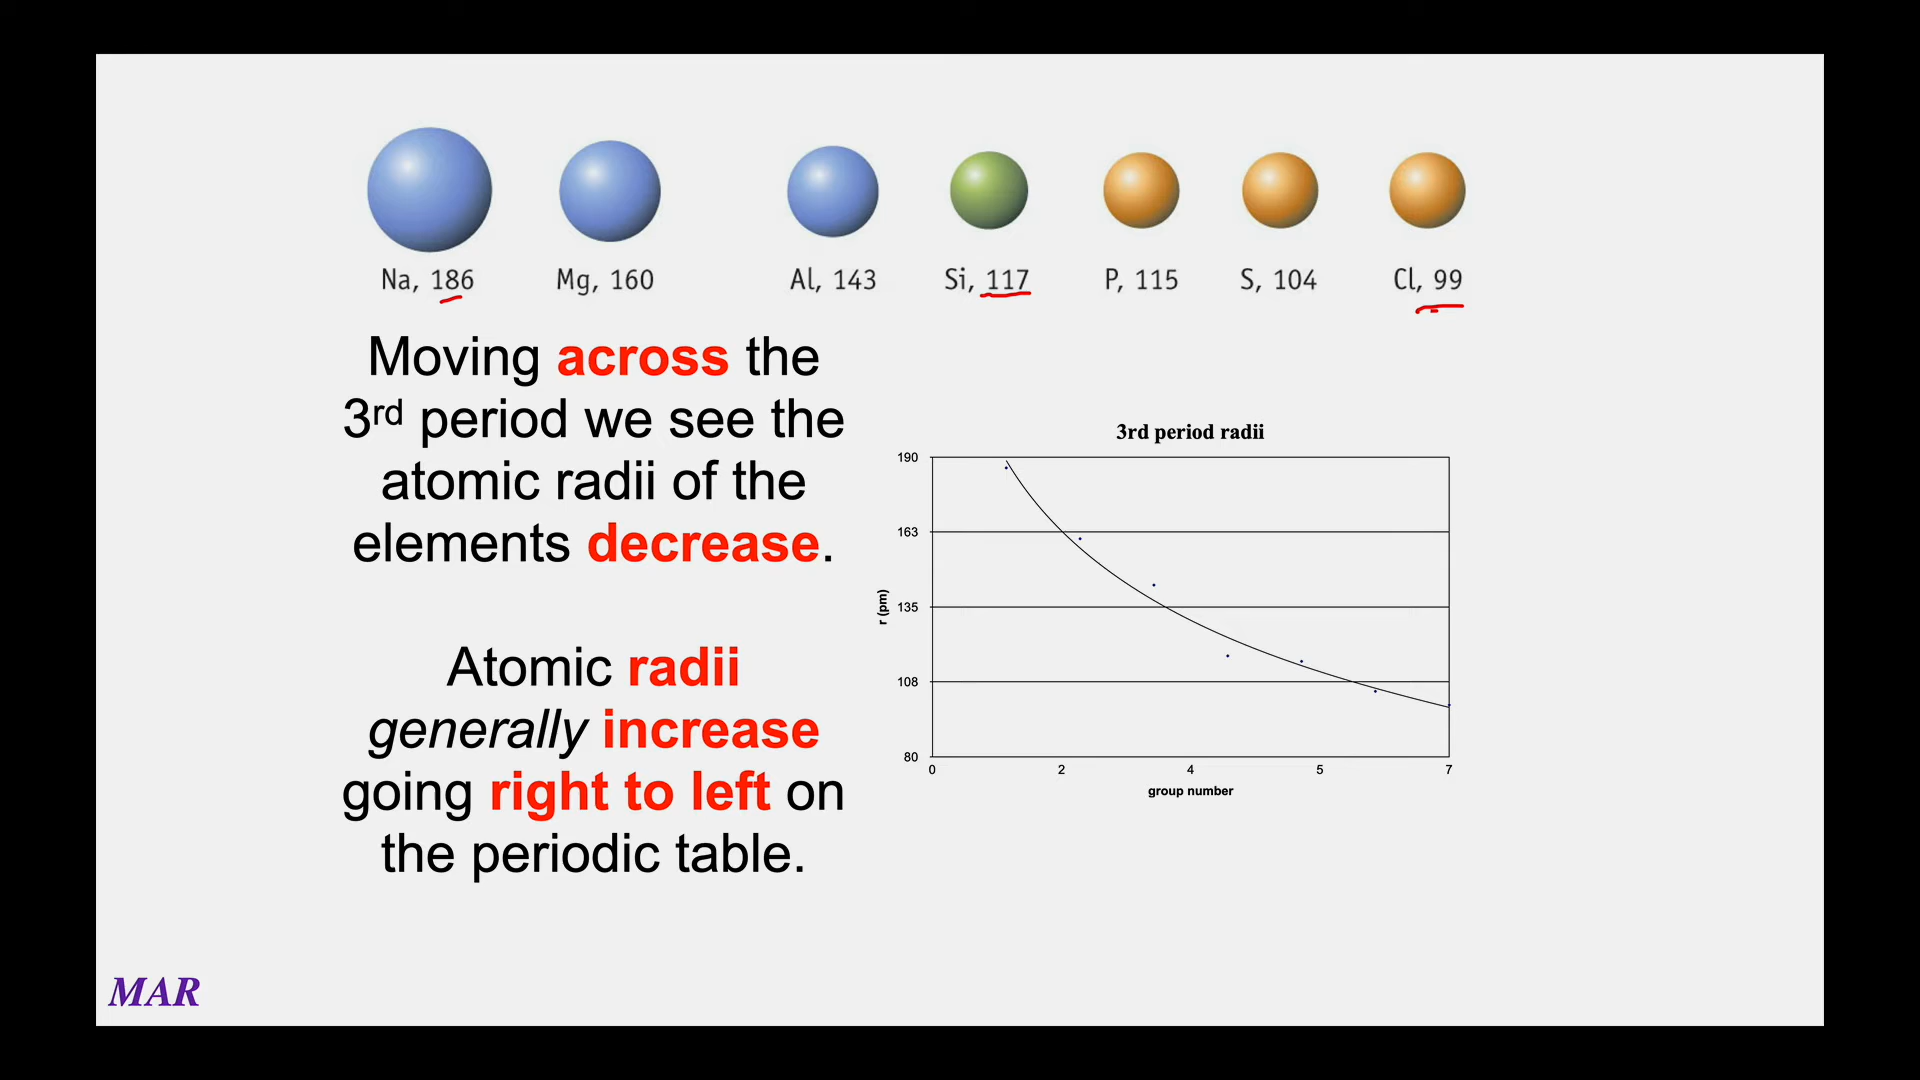 Na, 186 Mg, 160 Al, 143 Si, 117 P, 115 S, 104 Cl, 99
Moving across the
3rd period we see the
atomic radii of the
elements decrease.
Atomic radii
generally increase
going right to left on
the periodic table.
3rd period radii
190
163
135
108
80
r (pm)
0 2 4 5 7
group number
MAR